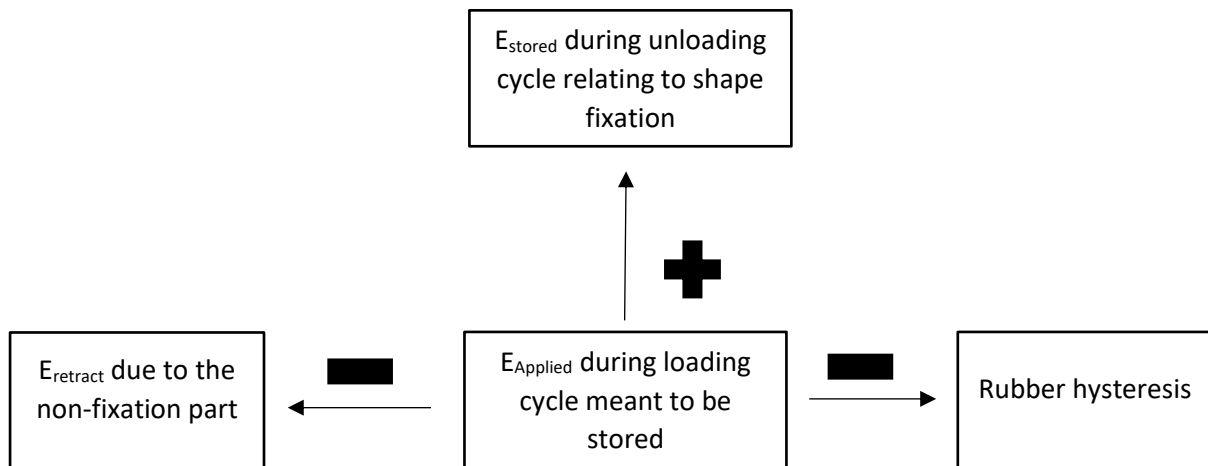 Estored during unloading
cycle relating to shape
fixation
Eretract due to the
non-fixation part
EApplied during loading
cycle meant to be
stored
Rubber hysteresis